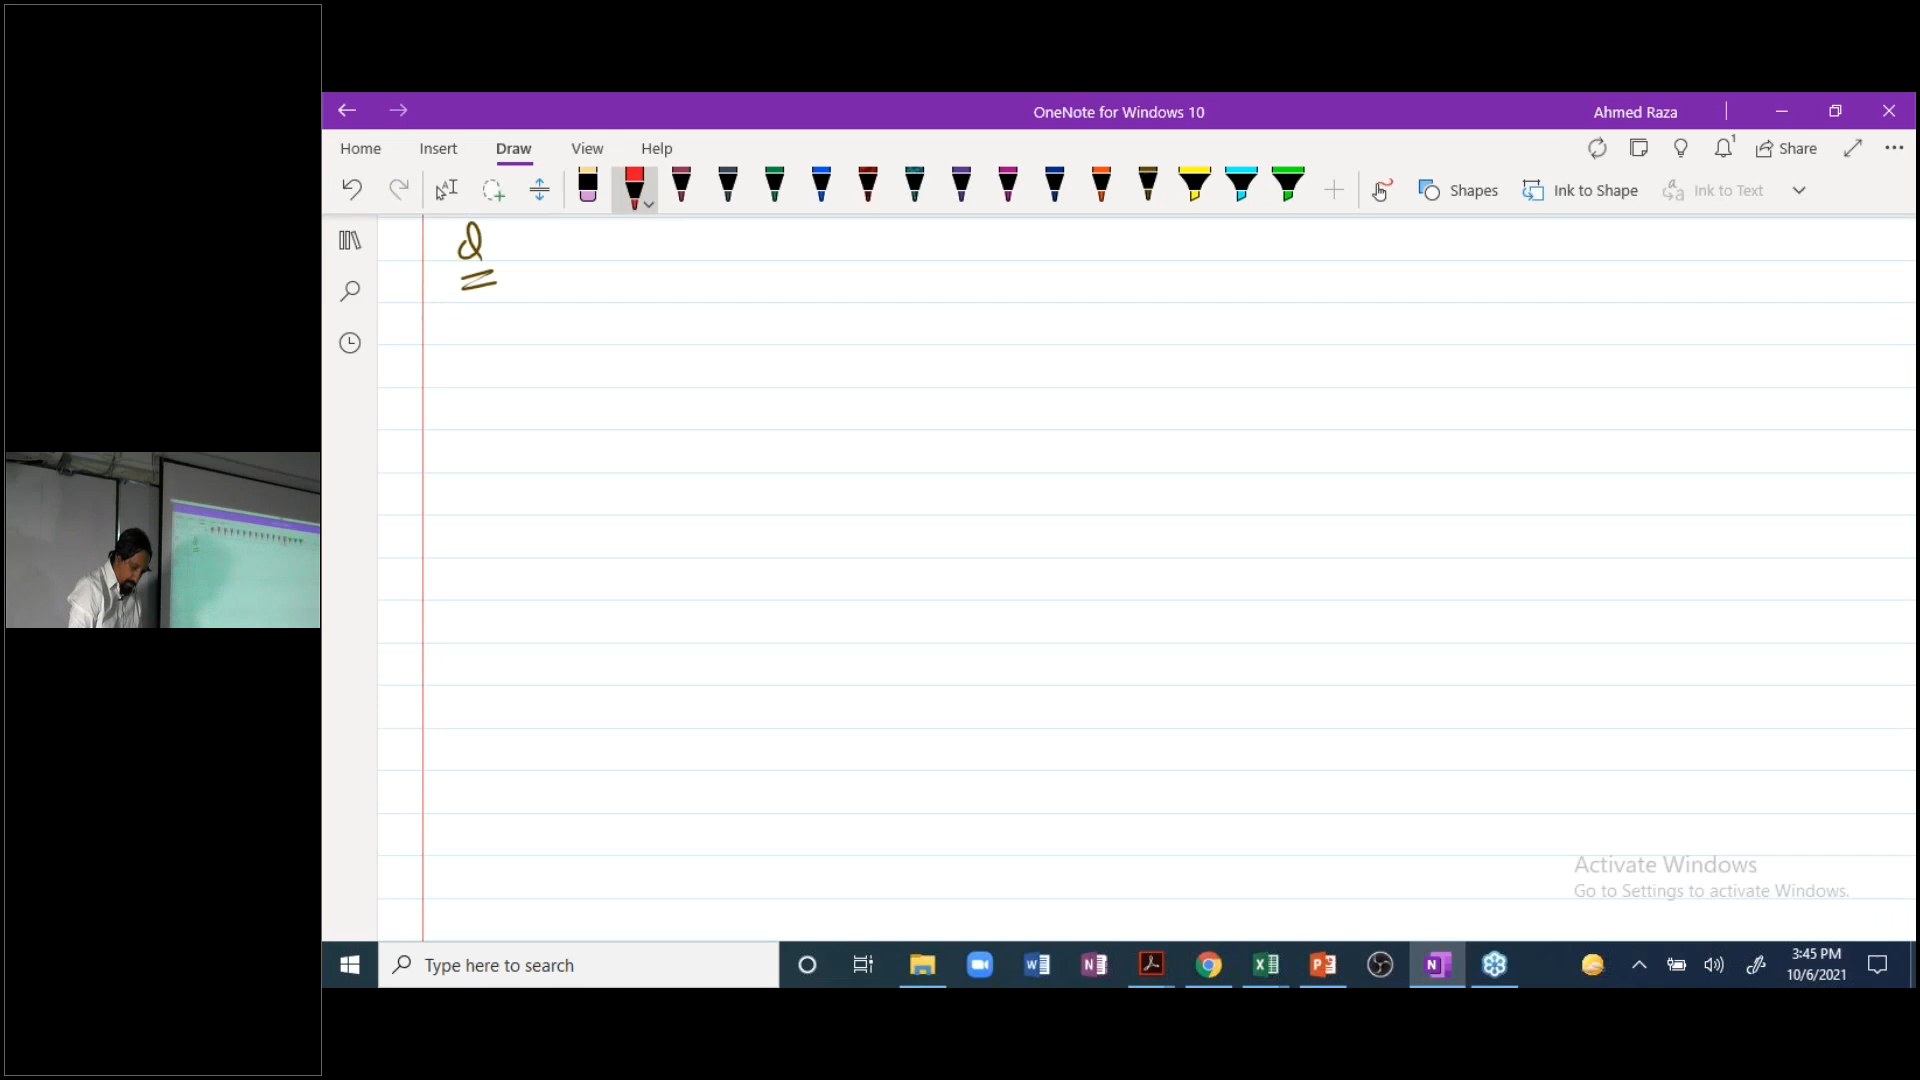 OneNote for Windows 10
Ahmed Raza
Home Insert Draw View Help
1 Share
Shapes Ink to Shape Ink to Text
Activate Windows
Go to Settings to activate Windows.
Type here to search
3:45 PM
10/6/2021